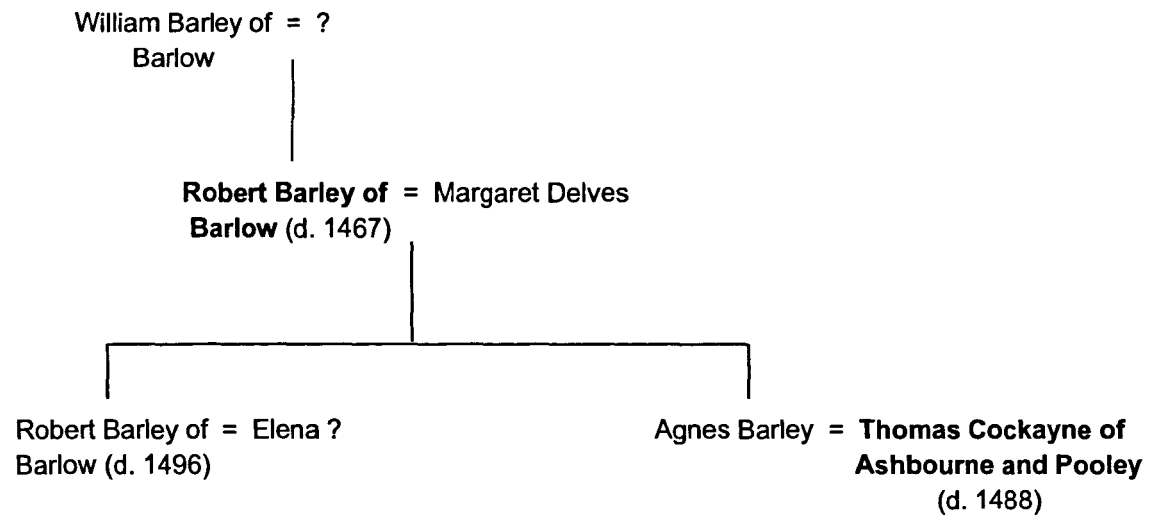 William Barley of = ?
Barlow
Robert Barley of = Margaret Delves
Barlow (d. 1467)
Robert Barley of = Elena ?
Barlow (d. 1496)
Agnes Barley = Thomas Cockayne of
Ashbourne and Pooley
(d. 1488)